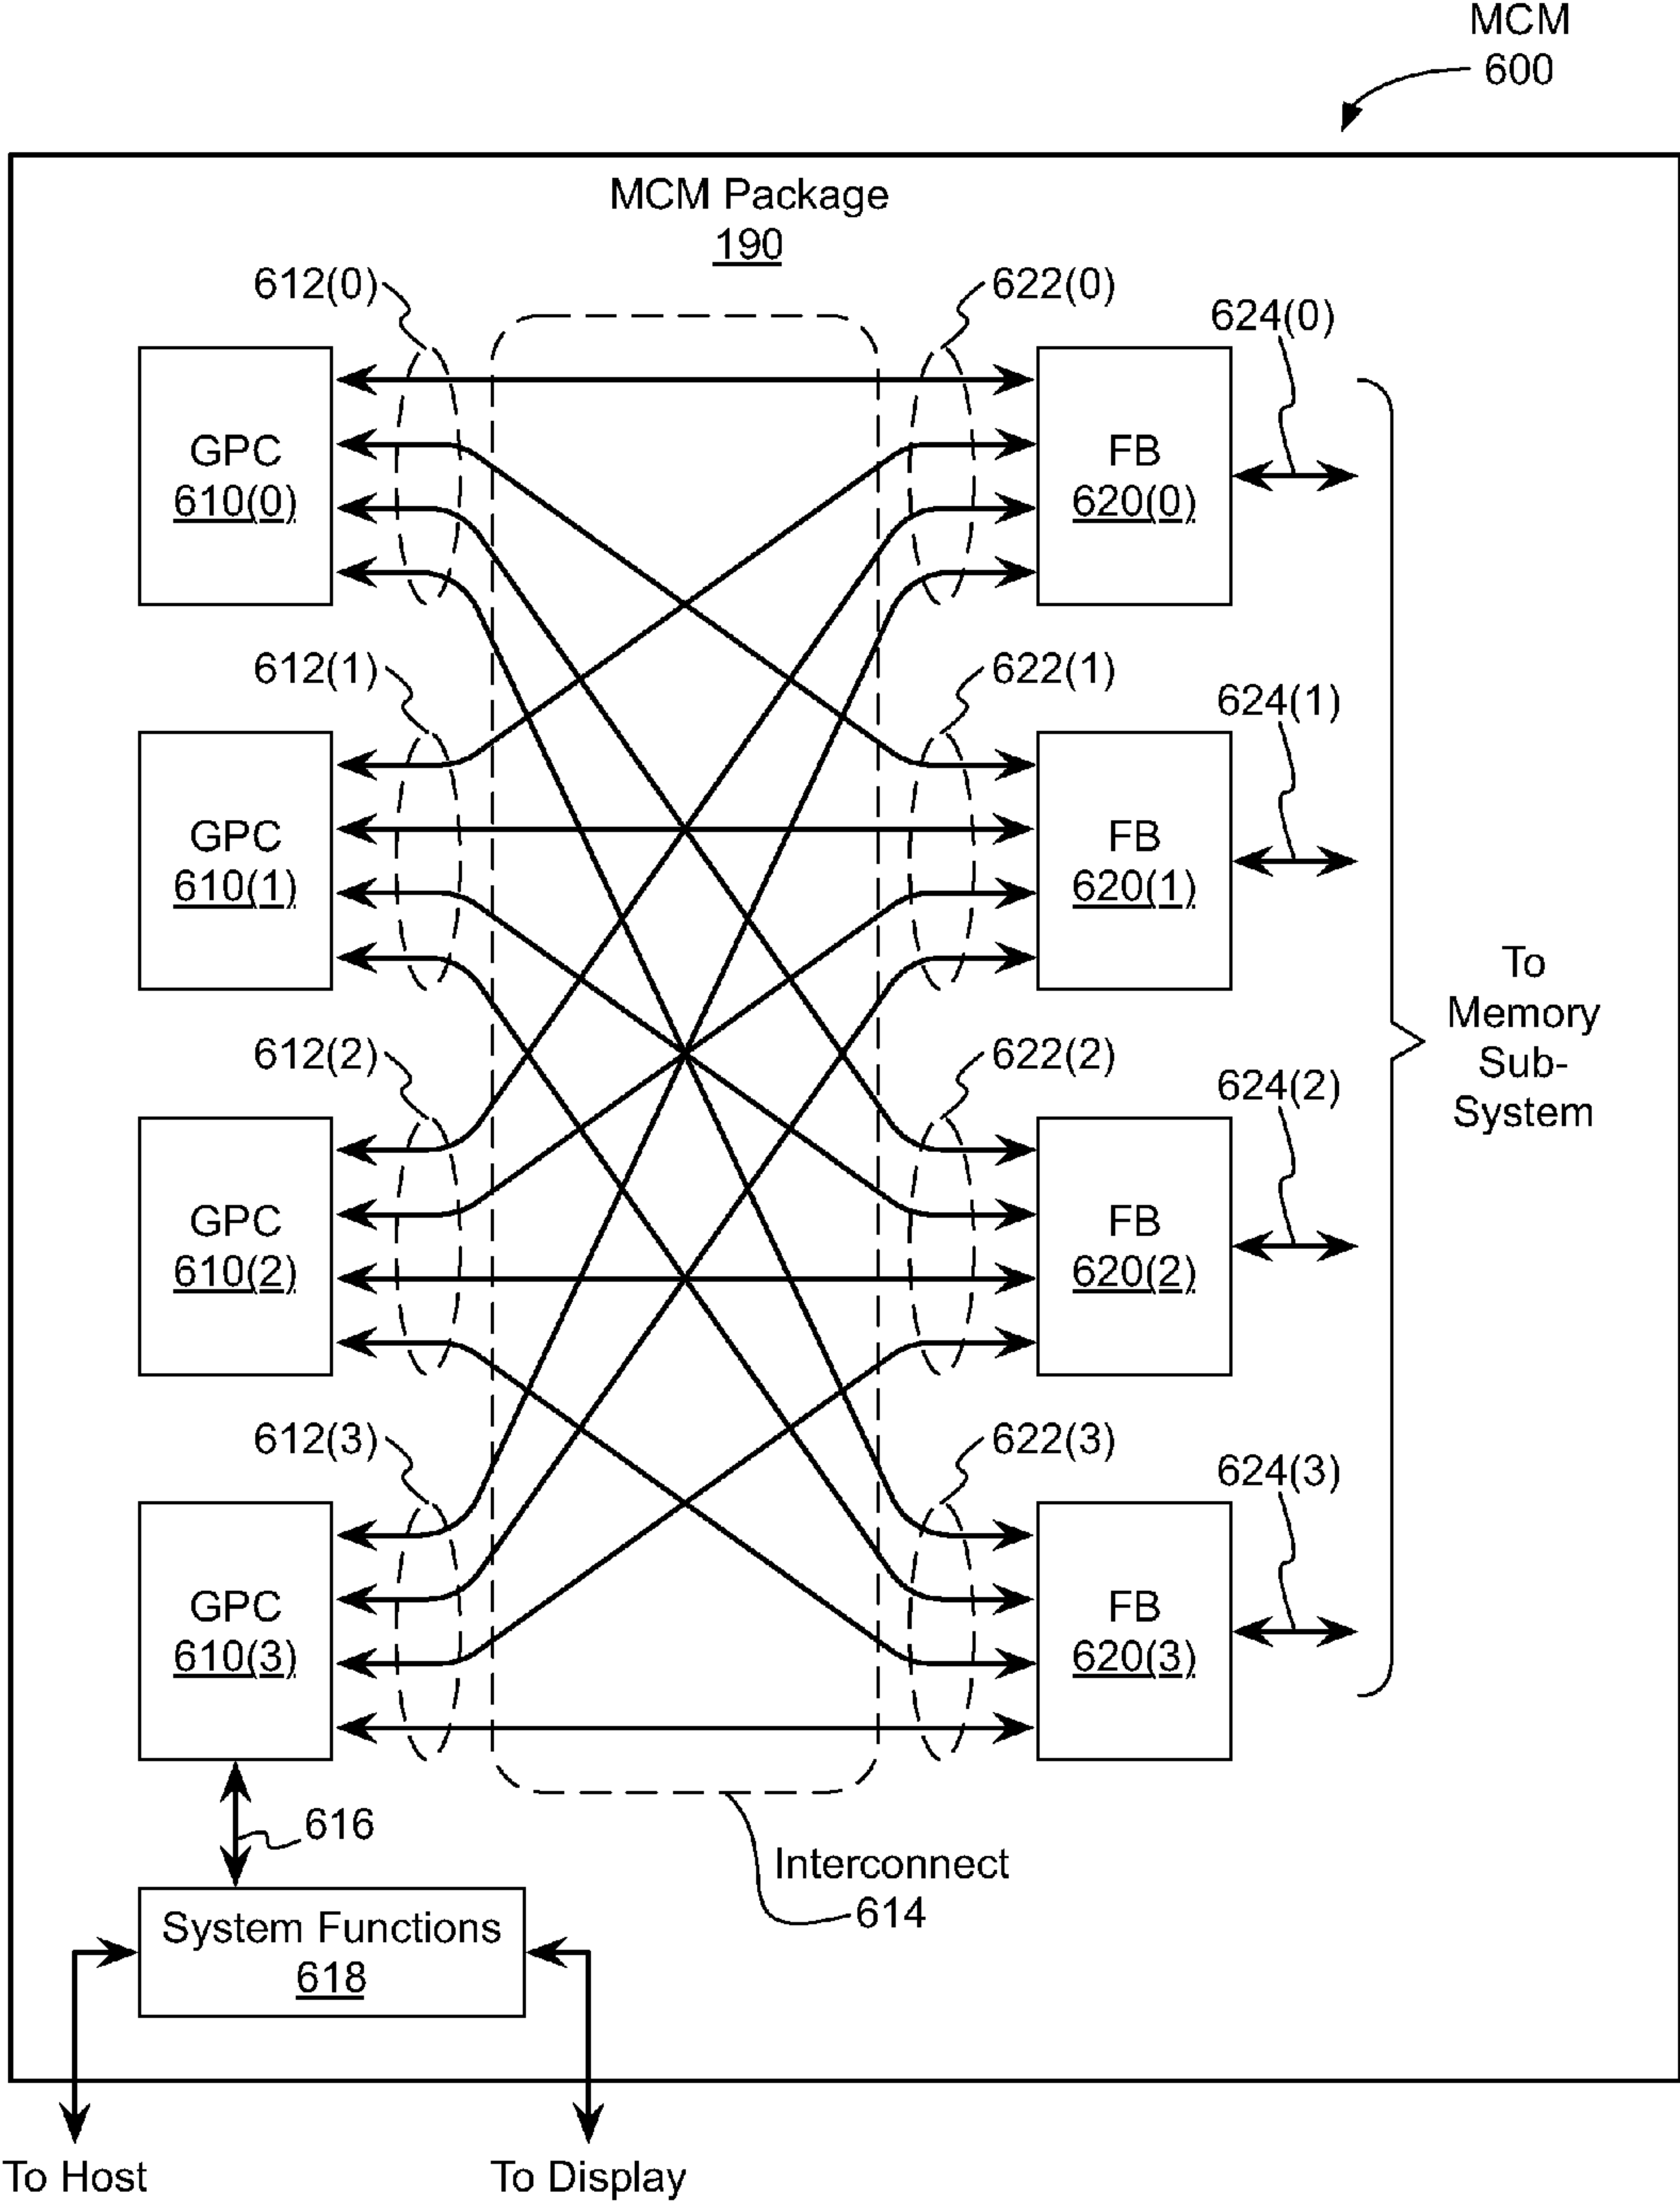 MCM
600
MCM Package
190
612(0)
622(0)
624(0)
GPC
610(0)
FB
620(0)
612(1)
622(1)
624(1)
GPC
610(1)
FB
620(1)
To
Memory
Sub-
System
612(2)
622(2)
624(2)
GPC
610(2)
FB
620(2)
612(3)
622(3)
624(3)
GPC
610(3)
FB
620(3)
616
Interconnect
614
System Functions
618
To Host
To Display